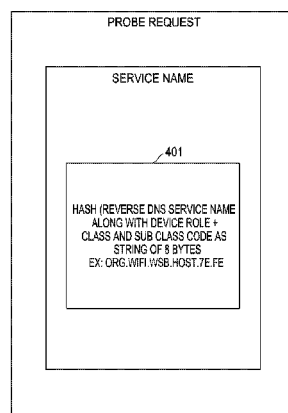 PROBE REQUEST
SERVICE NAME
401
HASH (REVERSE DNS SERVICE NAME
ALONG WITH DEVICE ROLE +
CLASS AND SUB CLASS CODE AS
STRING OF 8 BYTES
EX: ORG.WIFI.WSB.HOST.7E.FE